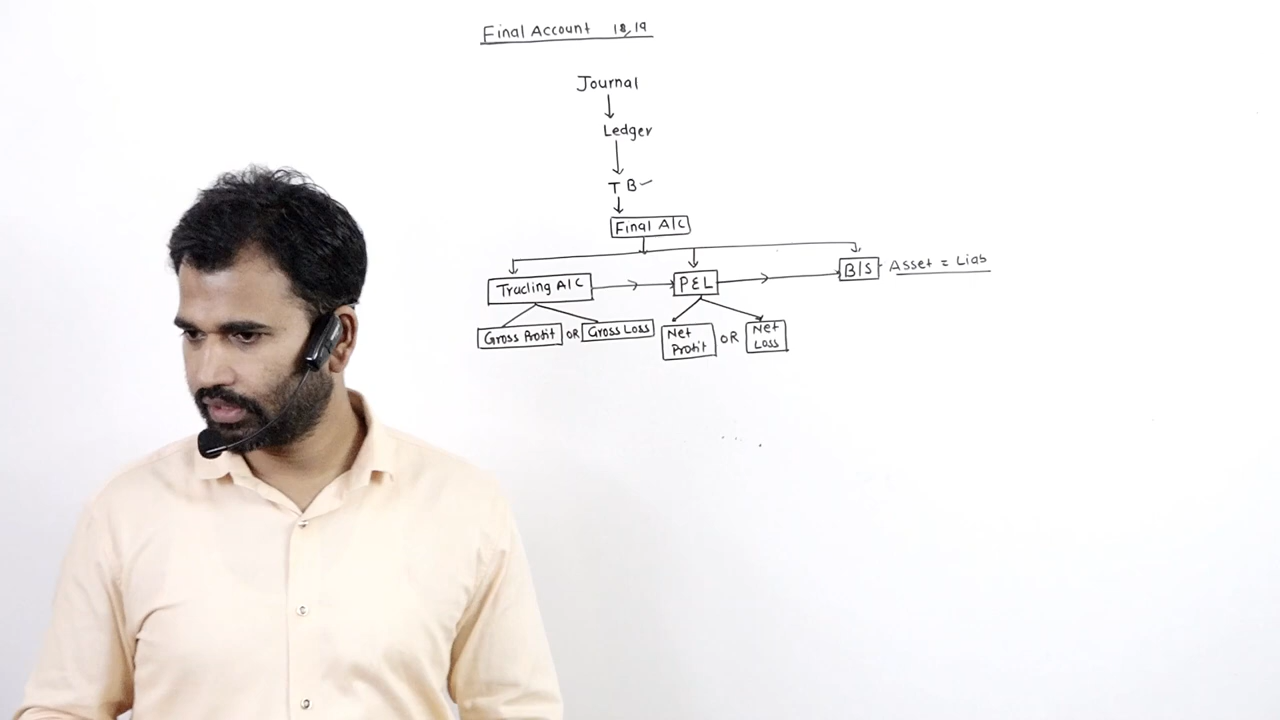 Final Account 18,19
Journal
Ledger
T B
Final A/C
Trading A/C
P&L
B/S
Asset = Liab
Gross Profit OR Gross Loss
Net
Profit
OR
Net
Loss